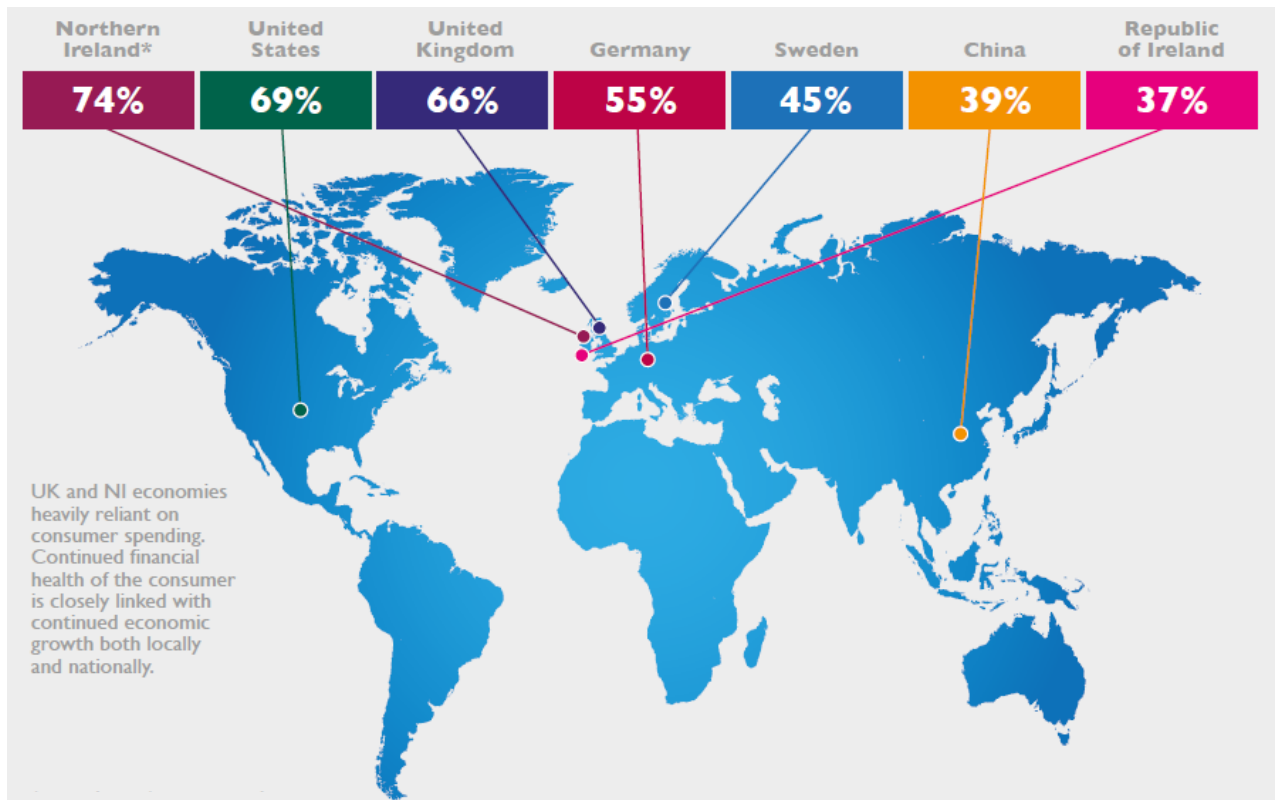 Northern
Ireland*
United
States
United
Kingdom
Germany
Sweden
China
Republic
of Ireland
74%
69%
66%
55%
45%
39%
37%
UK and NI economies
heavily reliant on
consumer spending.
Continued financial
health of the consumer
is closely linked with
continued economic
growth both locally
and nationally.